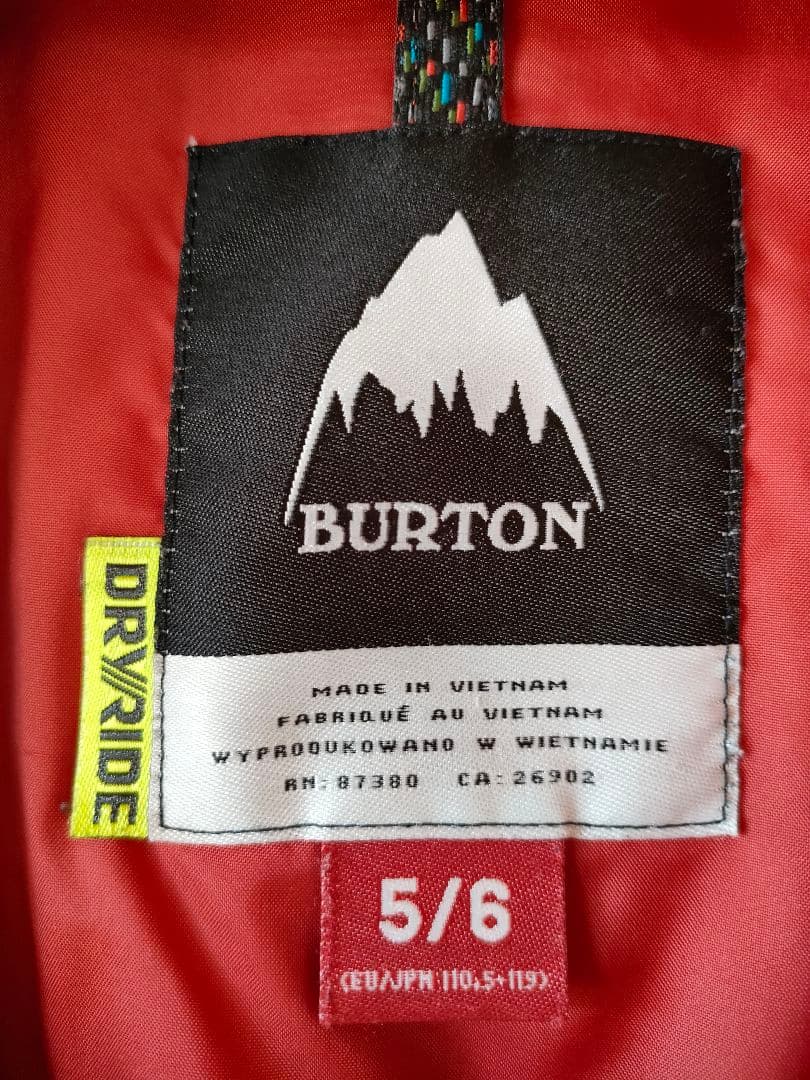 BURTON
DRY//RIDE
MADE IN VIETNAM
FABRIQUÉ AU VIETNAM
WYPRODUKOWANO W WIETNAMIE
RN: 87380 CA: 26902
5/6
(EU/JPN 110.5-119)